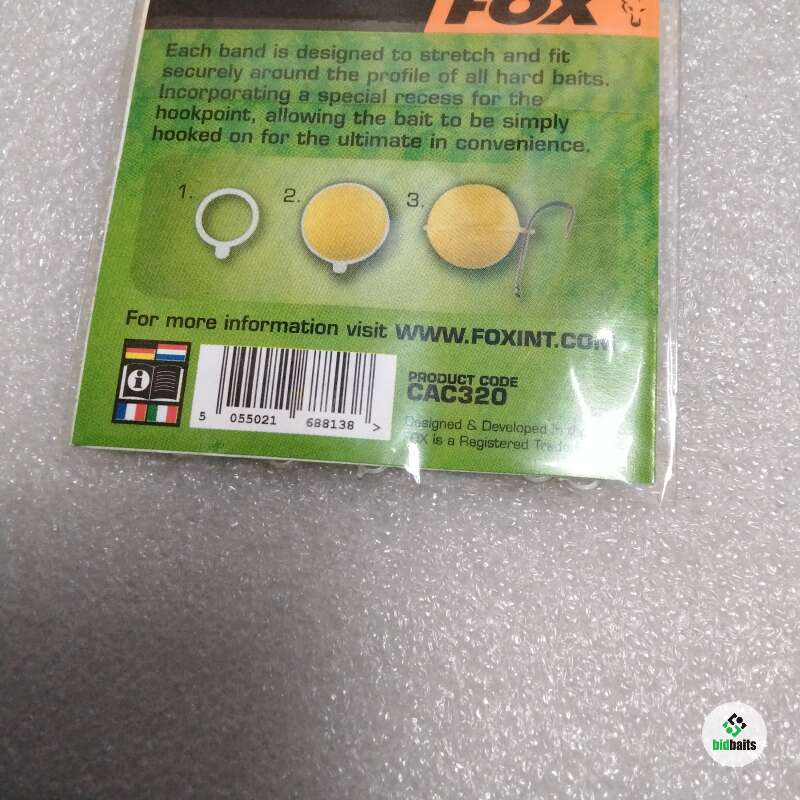 FOX
Each band is designed to stretch and fit
securely around the profile of all hard baits.
Incorporating a special recess for the
hookpoint, allowing the bait to be simply
hooked on for the ultimate in convenience.
1. 2. 3.
For more information visit WWW.FOXINT.COM
i
PRODUCT CODE
CAC320
5 055021 688138 >
Designed & Developed in the
FOX is a Registered Trade
bidbaits